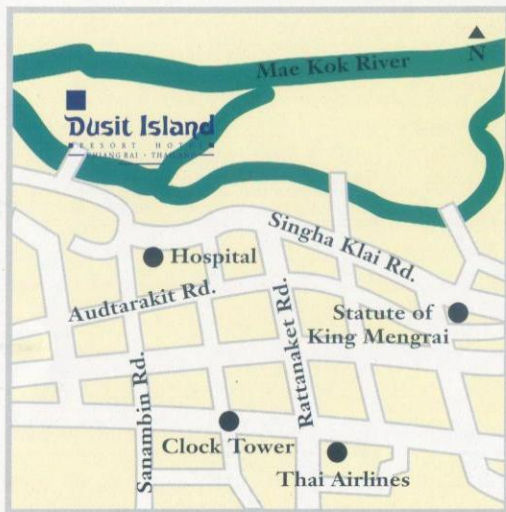 N
Mae Kok River
Dusit Island
RESORT HOTEL
CHIANG RAI • THAILAND
Singha Klai Rd.
Hospital
Audtarakit Rd.
Rattanaket Rd.
Statute of
King Mengrai
Sanambin Rd.
Clock Tower
Thai Airlines